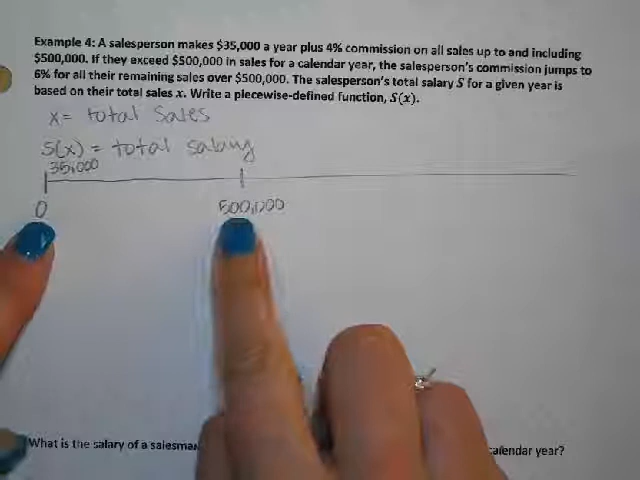 Example 4: A salesperson makes $35,000 a year plus 4% commission on all sales up to and including
$500,000. If they exceed $500,000 in sales for a calendar year, the salesperson's commission jumps to
6% for all their remaining sales over $500,000. The salesperson's total salary S for a given year is
based on their total sales x. Write a piecewise-defined function, S(x).
x = total sales
S(x) = total salary
35,000
0 500,000
What is the salary of a salesman calendar year?